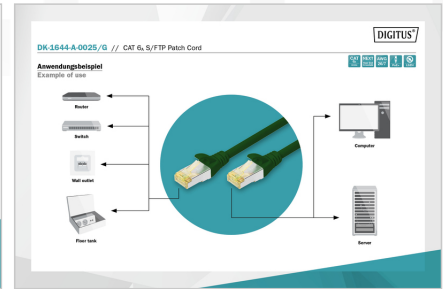 DIGITUS®
DK-1644-A-0025/G // CAT 6A S/FTP Patch Cord
Anwendungsbeispiel
Example of use
Router
Switch
Wall outlet
Floor tank
Computer
Server